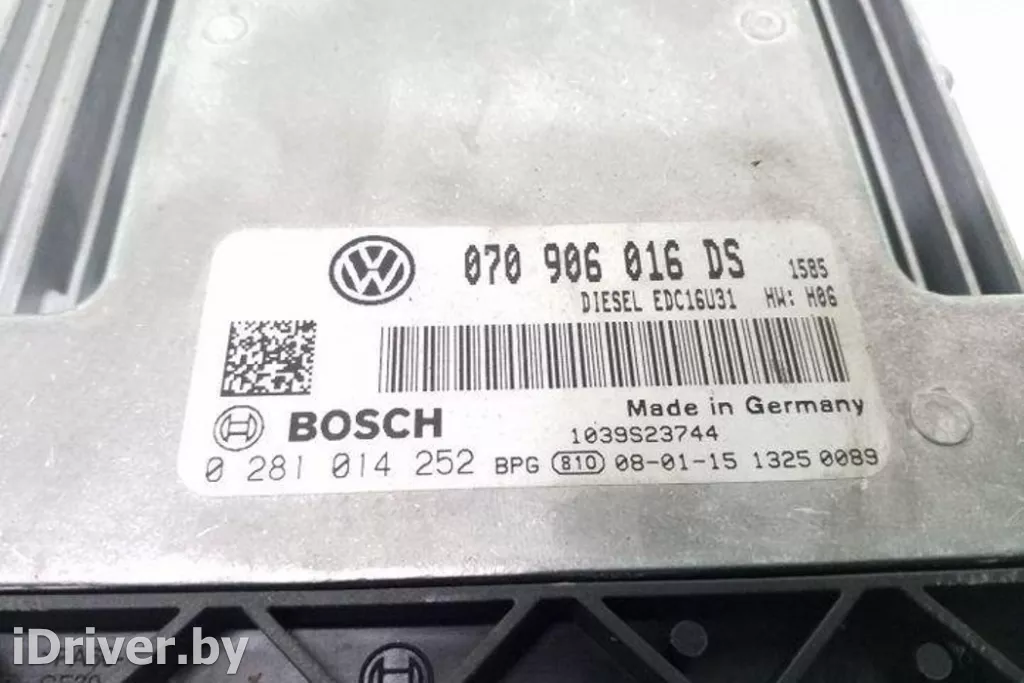 070 906 016 DS 1585
DIESEL EDC16U31 HW: H06
Made in Germany
BOSCH
1039S23744
0 281 014 252 BPG 810 08-01-15 1325 0089
iDriver.by